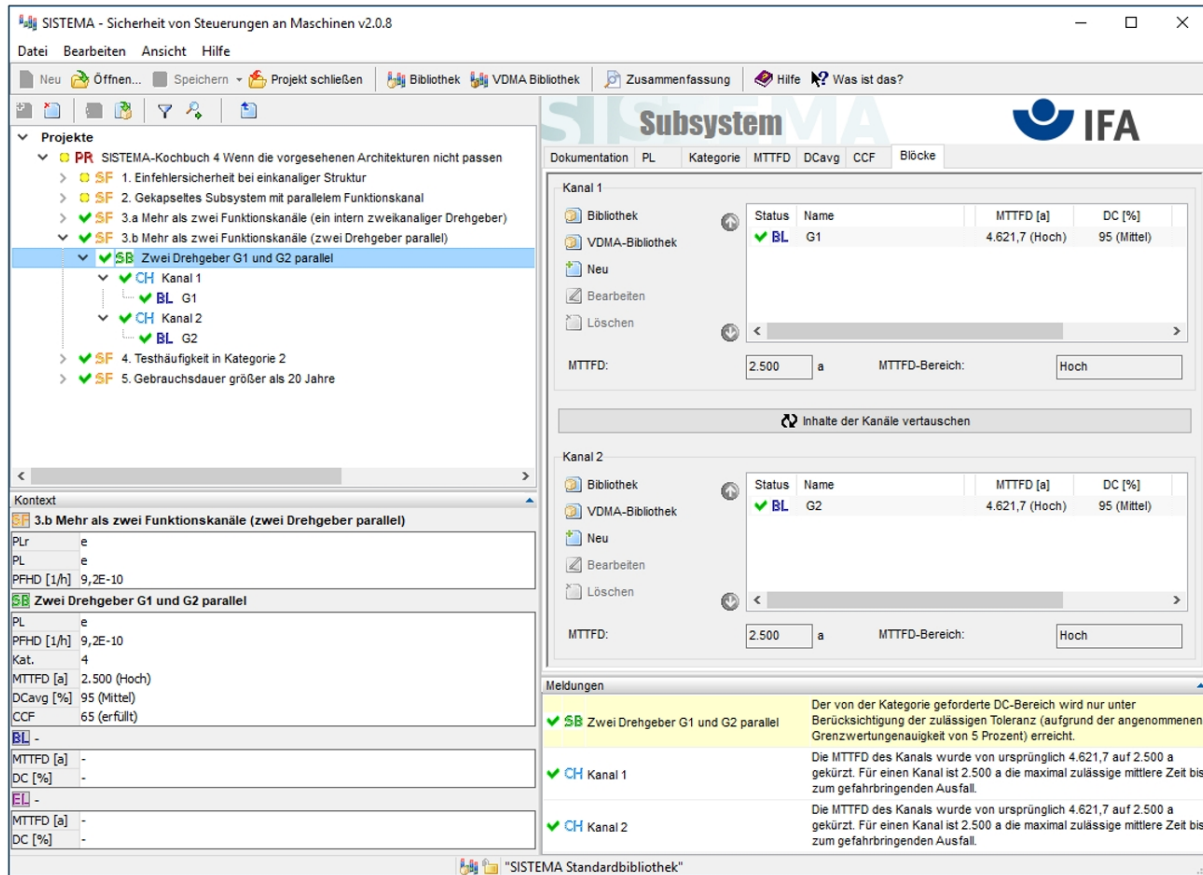 SISTEMA - Sicherheit von Steuerungen an Maschinen v2.0.8
Datei Bearbeiten Ansicht Hilfe
Neu Öffnen... Speichern Projekt schließen Bibliothek VDMA Bibliothek Zusammenfassung Hilfe Was ist das?
Projekte
PR SISTEMA-Kochbuch 4 Wenn die vorgesehenen Architekturen nicht passen
SF 1. Einfehlersicherheit bei einkanaliger Struktur
SF 2. Gekapseltes Subsystem mit parallelem Funktionskanal
SF 3.a Mehr als zwei Funktionskanäle (ein intern zweikanaliger Drehgeber)
SF 3.b Mehr als zwei Funktionskanäle (zwei Drehgeber parallel)
SB Zwei Drehgeber G1 und G2 parallel
CH Kanal 1
BL G1
CH Kanal 2
BL G2
SF 4. Testhäufigkeit in Kategorie 2
SF 5. Gebrauchsdauer größer als 20 Jahre
Kontext
SF 3.b Mehr als zwei Funktionskanäle (zwei Drehgeber parallel)
PLr e
PL e
PFHD [1/h] 9,2E-10
SB Zwei Drehgeber G1 und G2 parallel
PL e
PFHD [1/h] 9,2E-10
Kat. 4
MTTFD [a] 2.500 (Hoch)
DCavg [%] 95 (Mittel)
CCF 65 (erfüllt)
BL -
MTTFD [a] -
DC [%] -
EL -
MTTFD [a] -
DC [%] -
SISTEMA
Subsystem
IFA
Dokumentation PL Kategorie MTTFD DCavg CCF Blöcke
Kanal 1
Bibliothek
VDMA-Bibliothek
Neu
Bearbeiten
Löschen
Status Name MTTFD [a] DC [%]
BL G1 4.621,7 (Hoch) 95 (Mittel)
MTTFD: 2.500 a MTTFD-Bereich: Hoch
Inhalte der Kanäle vertauschen
Kanal 2
Bibliothek
VDMA-Bibliothek
Neu
Bearbeiten
Löschen
Status Name MTTFD [a] DC [%]
BL G2 4.621,7 (Hoch) 95 (Mittel)
MTTFD: 2.500 a MTTFD-Bereich: Hoch
Meldungen
SB Zwei Drehgeber G1 und G2 parallel
Der von der Kategorie geforderte DC-Bereich wird nur unter
Berücksichtigung der zulässigen Toleranz (aufgrund der angenommenen
Grenzwertungenauigkeit von 5 Prozent) erreicht.
CH Kanal 1
Die MTTFD des Kanals wurde von ursprünglich 4.621,7 auf 2.500 a
gekürzt. Für einen Kanal ist 2.500 a die maximal zulässige mittlere Zeit bis
zum gefahrbringenden Ausfall.
CH Kanal 2
Die MTTFD des Kanals wurde von ursprünglich 4.621,7 auf 2.500 a
gekürzt. Für einen Kanal ist 2.500 a die maximal zulässige mittlere Zeit bis
zum gefahrbringenden Ausfall.
"SISTEMA Standardbibliothek"